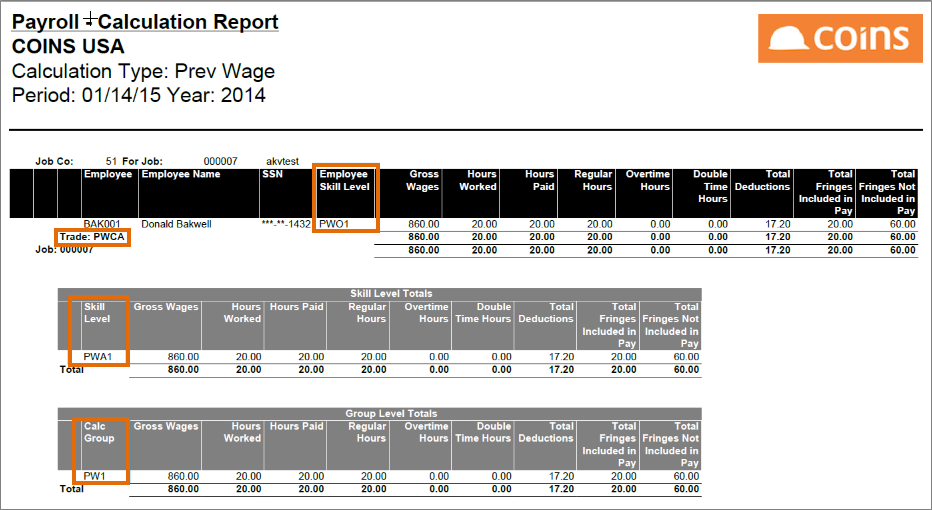 Payroll - Calculation Report
coins
COINS USA
Calculation Type: Prev Wage
Period: 01/14/15 Year: 2014
Job Co: 51 For Job: 000007 akvtest
Employee Employee Name SSN Employee Gross Hours Hours Regular Overtime Double Total Total Total
Skill Level Wages Worked Paid Hours Hours Time Deductions Fringes Fringes Not
Hours Included in Included in
Pay Pay
BAK001 Donald Bakwell ***-**-1432 PWO1 860.00 20.00 20.00 20.00 0.00 0.00 17.20 20.00 60.00
Trade: PWCA 860.00 20.00 20.00 20.00 0.00 0.00 17.20 20.00 60.00
Job: 000007 860.00 20.00 20.00 20.00 0.00 0.00 17.20 20.00 60.00
Skill Level Totals
Skill Gross Wages Hours Hours Paid Regular Overtime Double Total Total Total
Level Worked Hours Hours Time Hours Deductions Fringes Fringes Not
Included in Included in
Pay Pay
PWA1 860.00 20.00 20.00 20.00 0.00 0.00 17.20 20.00 60.00
Total 860.00 20.00 20.00 20.00 0.00 0.00 17.20 20.00 60.00
Group Level Totals
Calc Gross Wages Hours Hours Paid Regular Overtime Double Total Total Total
Group Worked Hours Hours Time Hours Deductions Fringes Fringes Not
Included in Included in
Pay Pay
PW1 860.00 20.00 20.00 20.00 0.00 0.00 17.20 20.00 60.00
Total 860.00 20.00 20.00 20.00 0.00 0.00 17.20 20.00 60.00